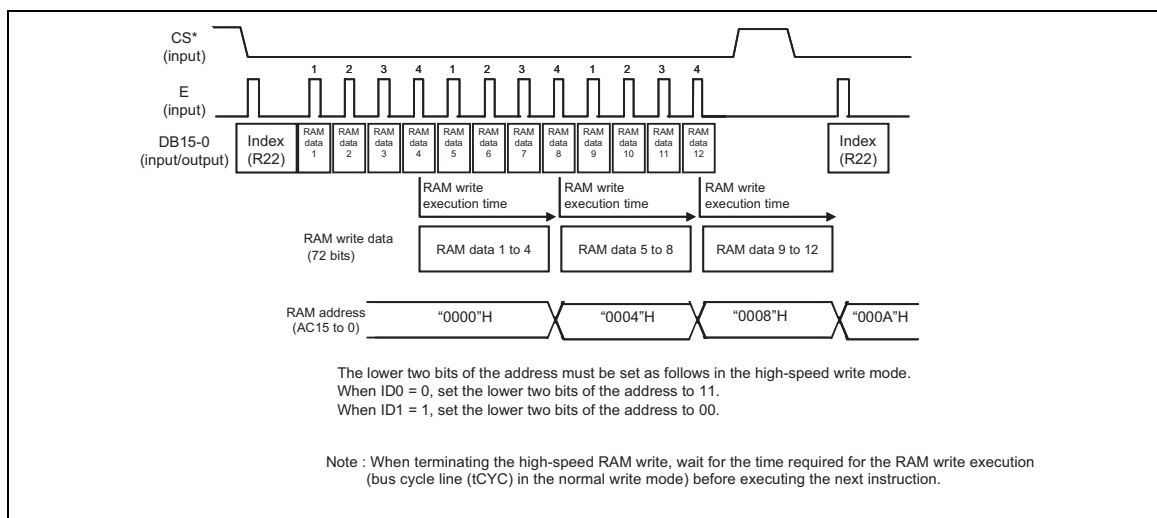 CS*
(input)
1 2 3 4 1 2 3 4 1 2 3 4
E
(input)
DB15-0
(input/output)
Index
(R22)
RAM
data
1
RAM
data
2
RAM
data
3
RAM
data
4
RAM
data
5
RAM
data
6
RAM
data
7
RAM
data
8
RAM
data
9
RAM
data
10
RAM
data
11
RAM
data
12
Index
(R22)
RAM write
execution time
RAM write
execution time
RAM write
execution time
RAM write data
(72 bits)
RAM data 1 to 4
RAM data 5 to 8
RAM data 9 to 12
RAM address
(AC15 to 0)
“0000”H
“0004”H
“0008”H
“000A”H
The lower two bits of the address must be set as follows in the high-speed write mode.
When ID0 = 0, set the lower two bits of the address to 11.
When ID1 = 1, set the lower two bits of the address to 00.
Note : When terminating the high-speed RAM write, wait for the time required for the RAM write execution
(bus cycle line (tCYC) in the normal write mode) before executing the next instruction.